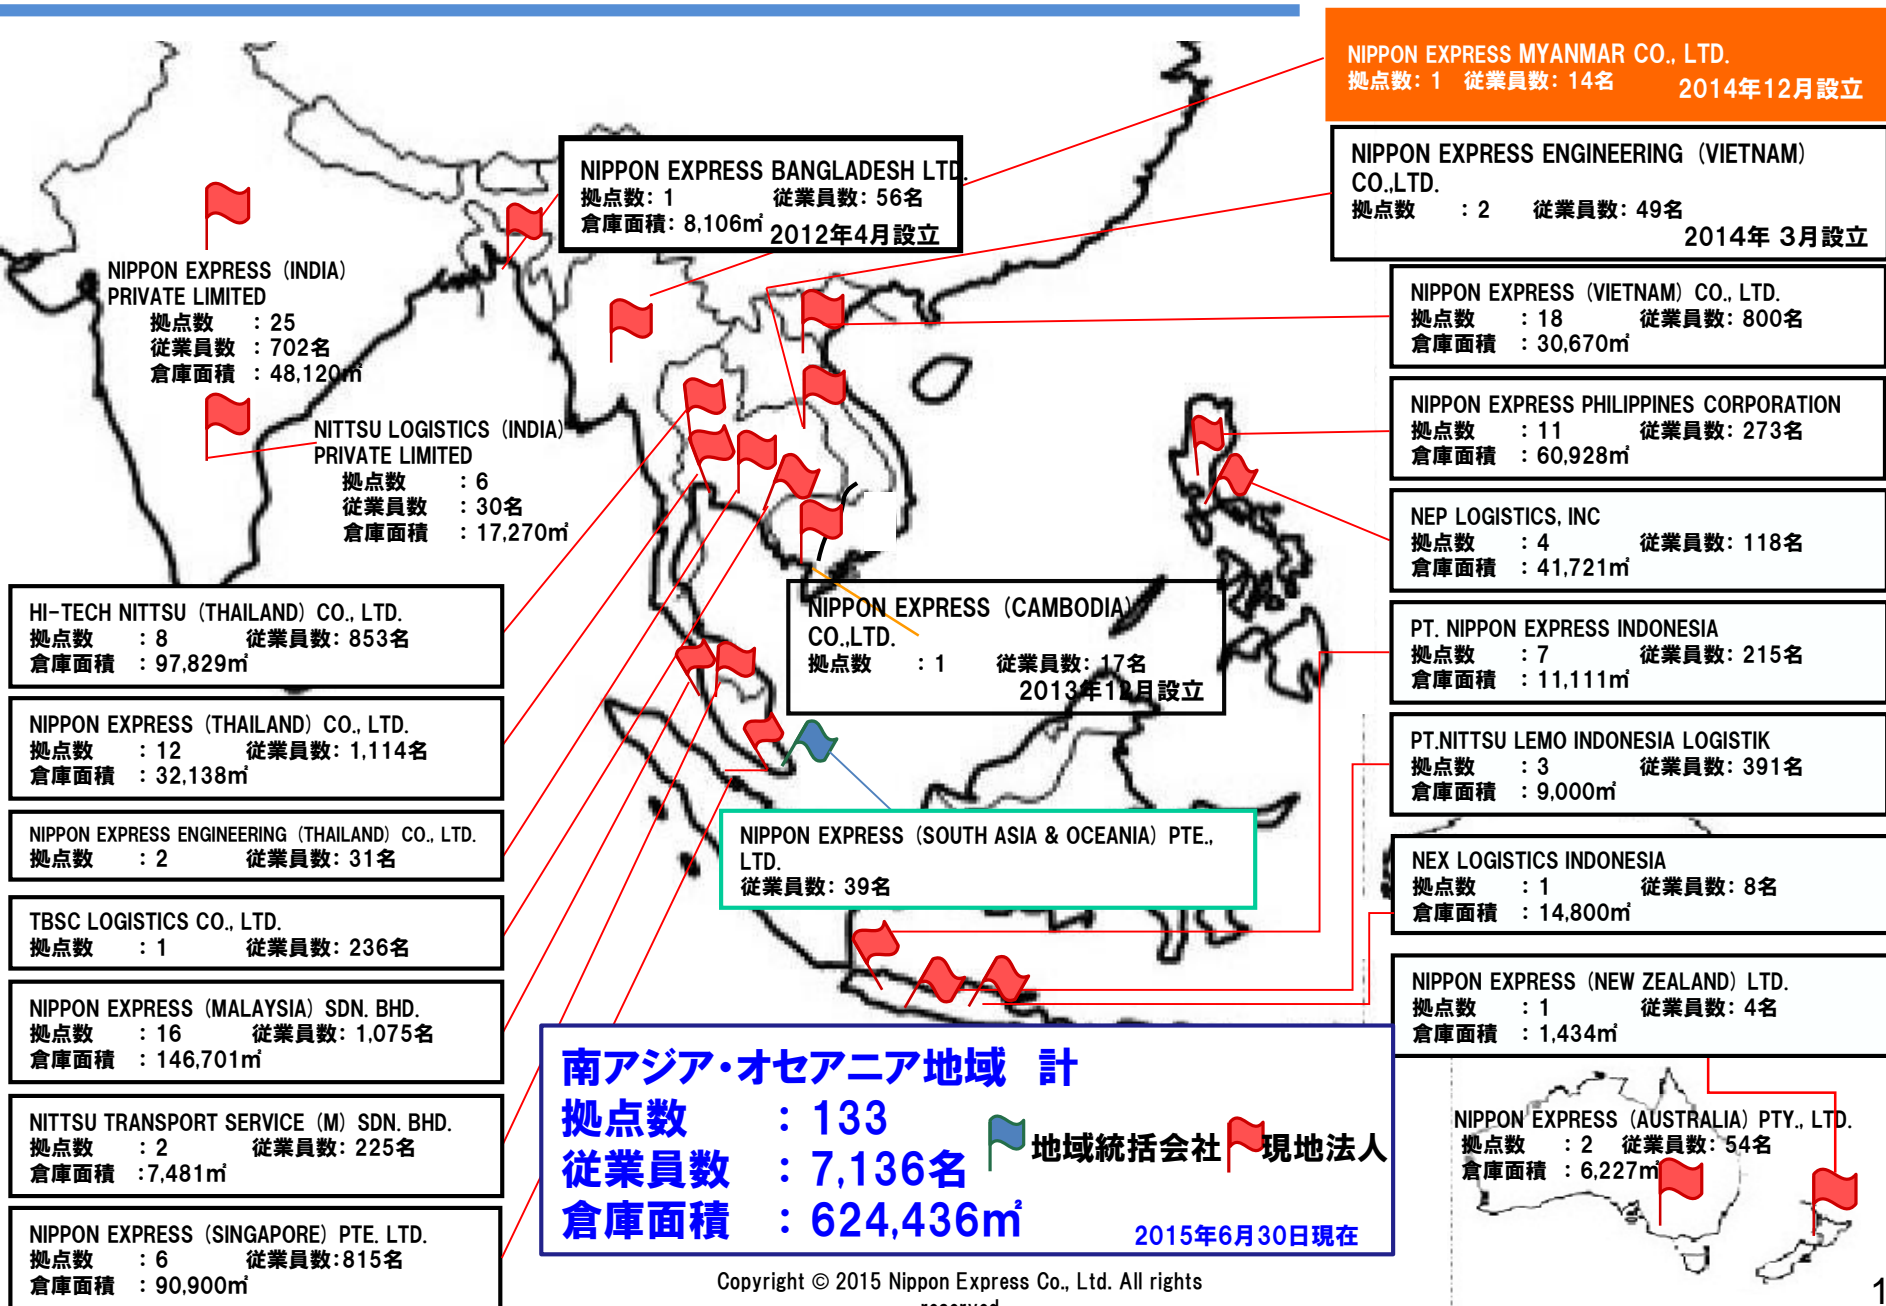 NIPPON EXPRESS MYANMAR CO., LTD.
拠点数: 1 従業員数: 14名
2014年12月設立
NIPPON EXPRESS BANGLADESH LTD.
拠点数: 1 従業員数: 56名
倉庫面積: 8,106㎡
2012年4月設立
NIPPON EXPRESS ENGINEERING (VIETNAM)
CO.,LTD.
拠点数 : 2 従業員数: 49名
2014年 3月設立
NIPPON EXPRESS (INDIA)
PRIVATE LIMITED
拠点数 : 25
従業員数 : 702名
倉庫面積 : 48,120㎡
NITTSU LOGISTICS (INDIA)
PRIVATE LIMITED
拠点数 : 6
従業員数 : 30名
倉庫面積 : 17,270㎡
NIPPON EXPRESS (VIETNAM) CO., LTD.
拠点数 : 18 従業員数: 800名
倉庫面積 : 30,670㎡
NIPPON EXPRESS PHILIPPINES CORPORATION
拠点数 : 11 従業員数: 273名
倉庫面積 : 60,928㎡
NEP LOGISTICS, INC
拠点数 : 4 従業員数: 118名
倉庫面積 : 41,721㎡
PT. NIPPON EXPRESS INDONESIA
拠点数 : 7 従業員数: 215名
倉庫面積 : 11,111㎡
PT.NITTSU LEMO INDONESIA LOGISTIK
拠点数 : 3 従業員数: 391名
倉庫面積 : 9,000㎡
NEX LOGISTICS INDONESIA
拠点数 : 1 従業員数: 8名
倉庫面積 : 14,800㎡
NIPPON EXPRESS (NEW ZEALAND) LTD.
拠点数 : 1 従業員数: 4名
倉庫面積 : 1,434㎡
NIPPON EXPRESS (AUSTRALIA) PTY., LTD.
拠点数 : 2 従業員数: 54名
倉庫面積 : 6,227㎡
NIPPON EXPRESS (CAMBODIA)
CO.,LTD.
拠点数 : 1 従業員数: 17名
2013年12月設立
NIPPON EXPRESS (SOUTH ASIA & OCEANIA) PTE.,
LTD.
従業員数: 39名
HI-TECH NITTSU (THAILAND) CO., LTD.
拠点数 : 8 従業員数: 853名
倉庫面積 : 97,829㎡
NIPPON EXPRESS (THAILAND) CO., LTD.
拠点数 : 12 従業員数: 1,114名
倉庫面積 : 32,138㎡
NIPPON EXPRESS ENGINEERING (THAILAND) CO., LTD.
拠点数 : 2 従業員数: 31名
TBSC LOGISTICS CO., LTD.
拠点数 : 1 従業員数: 236名
NIPPON EXPRESS (MALAYSIA) SDN. BHD.
拠点数 : 16 従業員数: 1,075名
倉庫面積 : 146,701㎡
NITTSU TRANSPORT SERVICE (M) SDN. BHD.
拠点数 : 2 従業員数: 225名
倉庫面積 :7,481㎡
NIPPON EXPRESS (SINGAPORE) PTE. LTD.
拠点数 : 6 従業員数:815名
倉庫面積 : 90,900㎡
南アジア・オセアニア地域 計
拠点数 : 133
従業員数 : 7,136名
倉庫面積 : 624,436㎡
地域統括会社 現地法人
2015年6月30日現在
Copyright © 2015 Nippon Express Co., Ltd. All rights
reserved
1